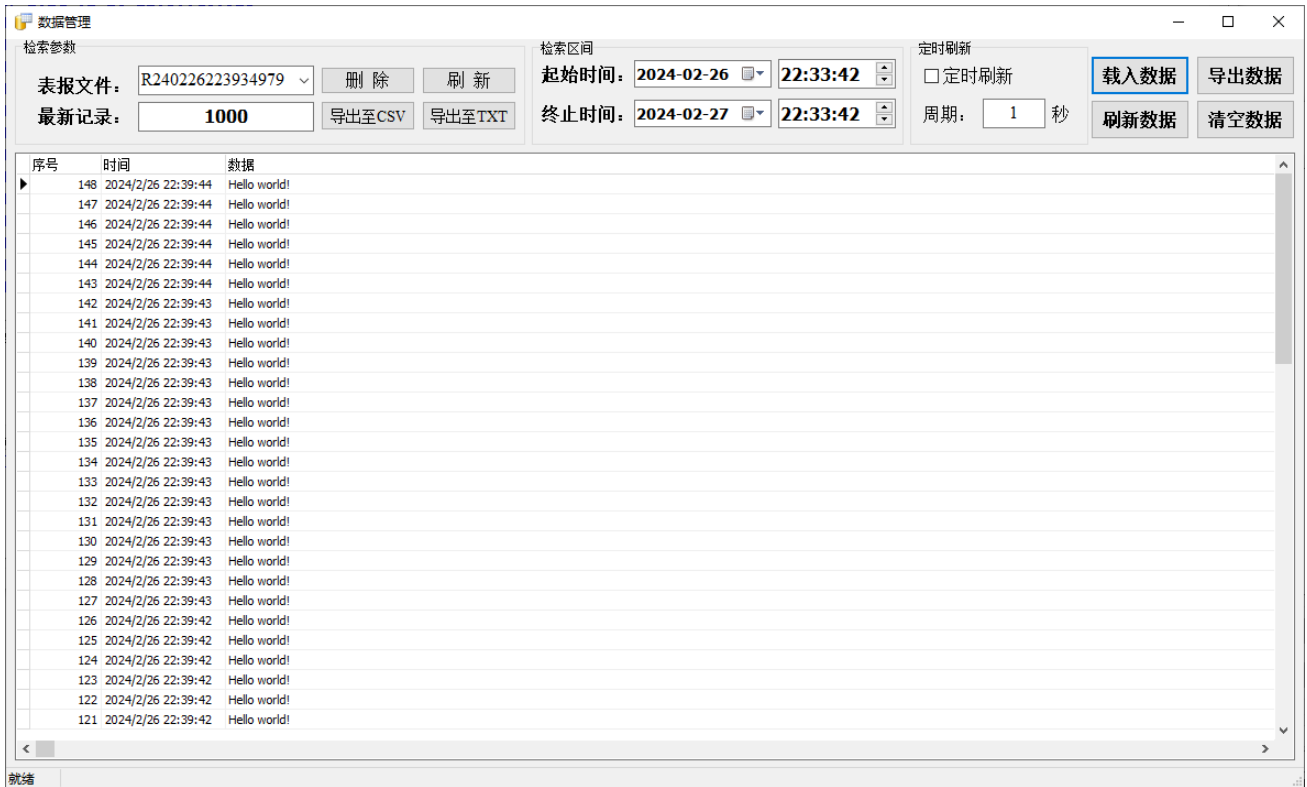 数据管理
检索参数
表报文件： R240226223934979 删 除 刷 新
最新记录： 1000 导出至CSV 导出至TXT
检索区间
起始时间： 2024-02-26 22:33:42
终止时间： 2024-02-27 22:33:42
定时刷新
定时刷新
周期： 1 秒
载入数据 导出数据
刷新数据 清空数据
序号 时间 数据
148 2024/2/26 22:39:44 Hello world!
147 2024/2/26 22:39:44 Hello world!
146 2024/2/26 22:39:44 Hello world!
145 2024/2/26 22:39:44 Hello world!
144 2024/2/26 22:39:44 Hello world!
143 2024/2/26 22:39:44 Hello world!
142 2024/2/26 22:39:43 Hello world!
141 2024/2/26 22:39:43 Hello world!
140 2024/2/26 22:39:43 Hello world!
139 2024/2/26 22:39:43 Hello world!
138 2024/2/26 22:39:43 Hello world!
137 2024/2/26 22:39:43 Hello world!
136 2024/2/26 22:39:43 Hello world!
135 2024/2/26 22:39:43 Hello world!
134 2024/2/26 22:39:43 Hello world!
133 2024/2/26 22:39:43 Hello world!
132 2024/2/26 22:39:43 Hello world!
131 2024/2/26 22:39:43 Hello world!
130 2024/2/26 22:39:43 Hello world!
129 2024/2/26 22:39:43 Hello world!
128 2024/2/26 22:39:43 Hello world!
127 2024/2/26 22:39:43 Hello world!
126 2024/2/26 22:39:42 Hello world!
125 2024/2/26 22:39:42 Hello world!
124 2024/2/26 22:39:42 Hello world!
123 2024/2/26 22:39:42 Hello world!
122 2024/2/26 22:39:42 Hello world!
121 2024/2/26 22:39:42 Hello world!
就绪